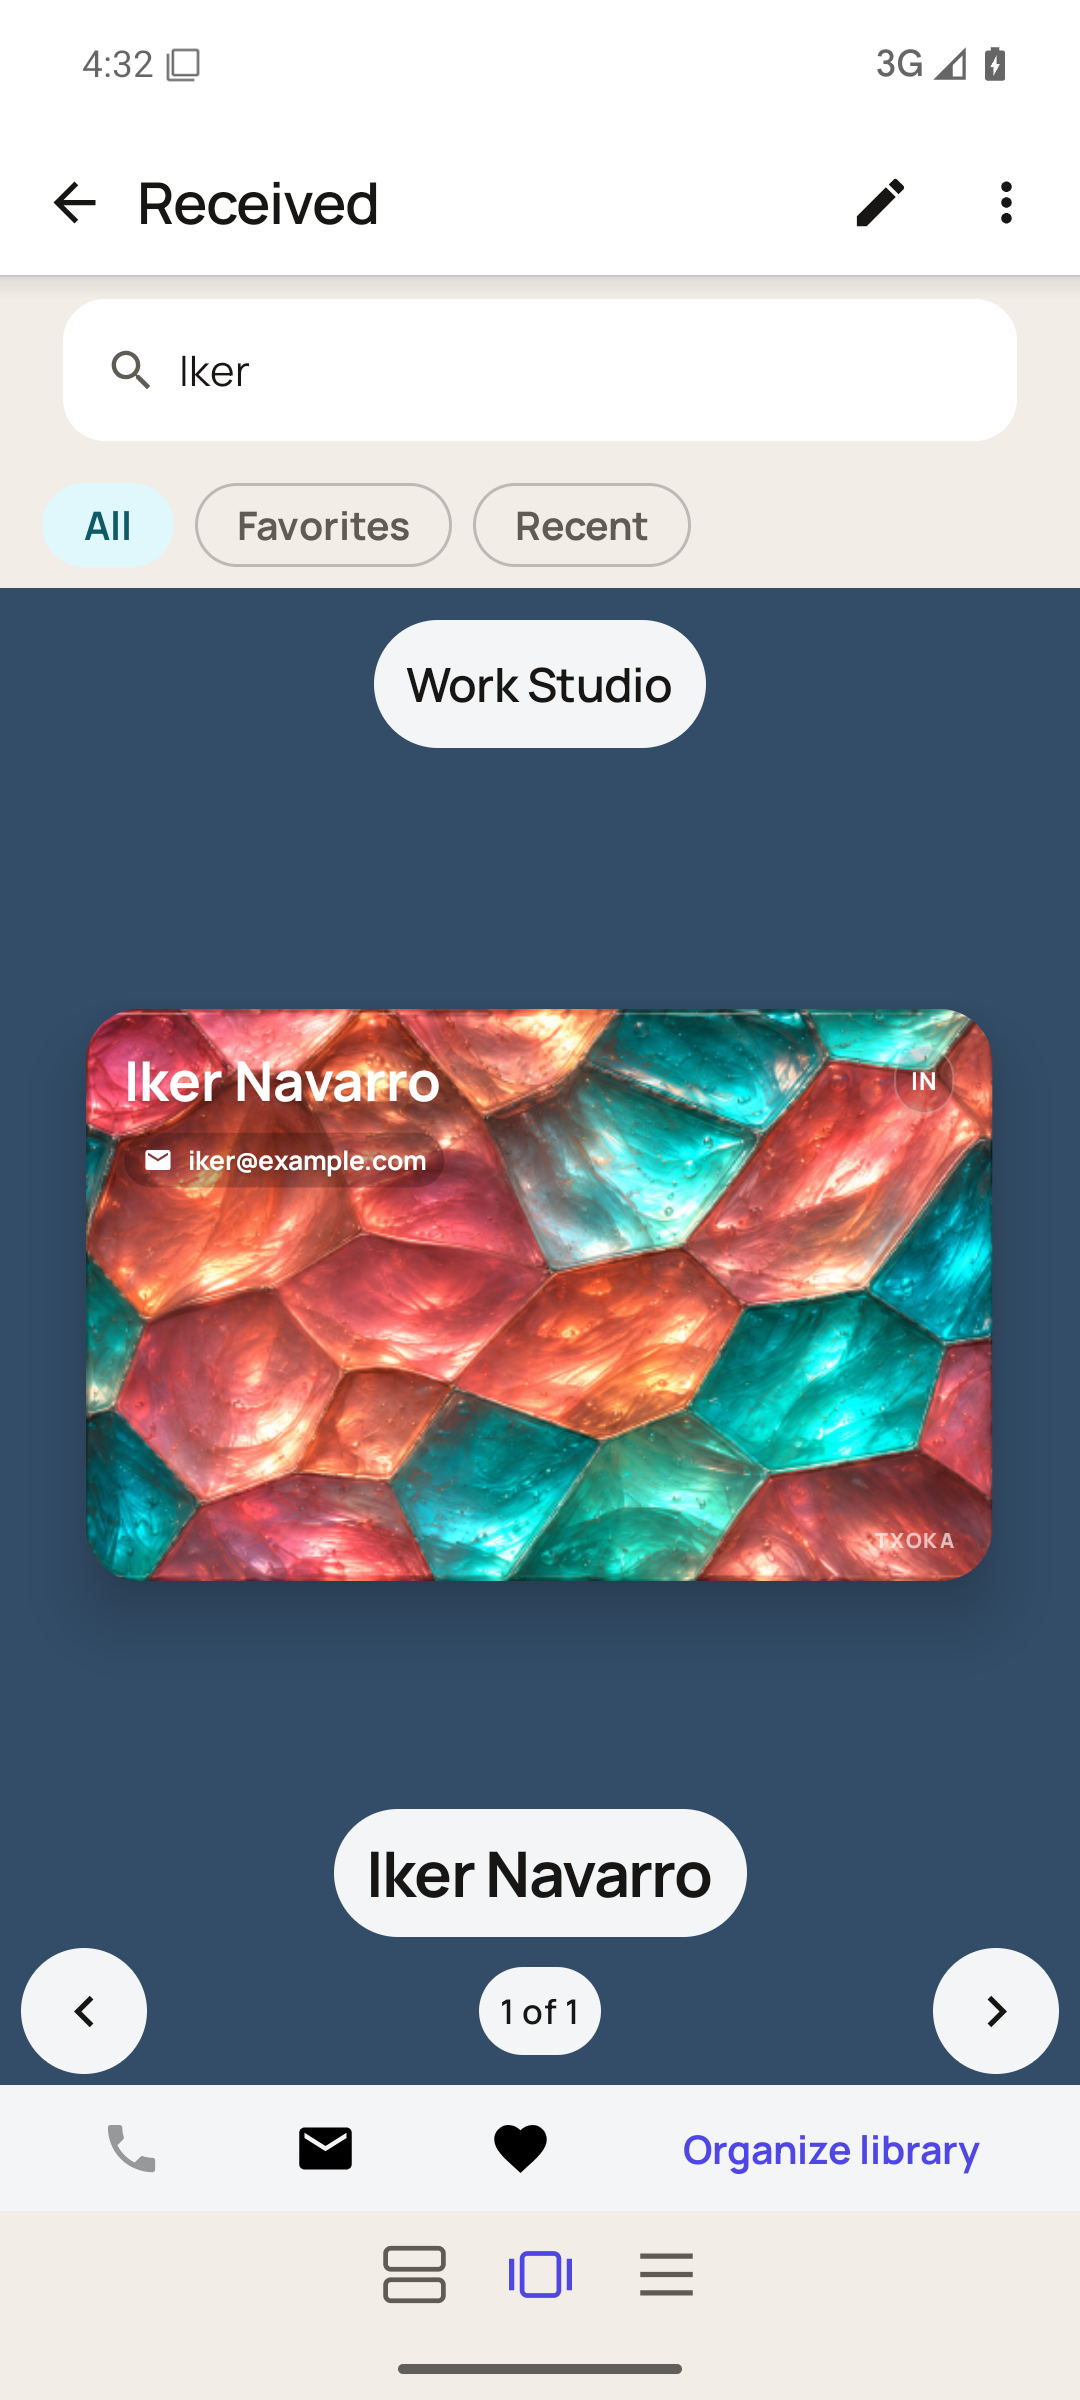 4:32
3G
Received
Iker
All
Favorites
Recent
Work Studio
Iker Navarro
IN
iker@example.com
TXOKA
Iker Navarro
1 of 1
Organize library